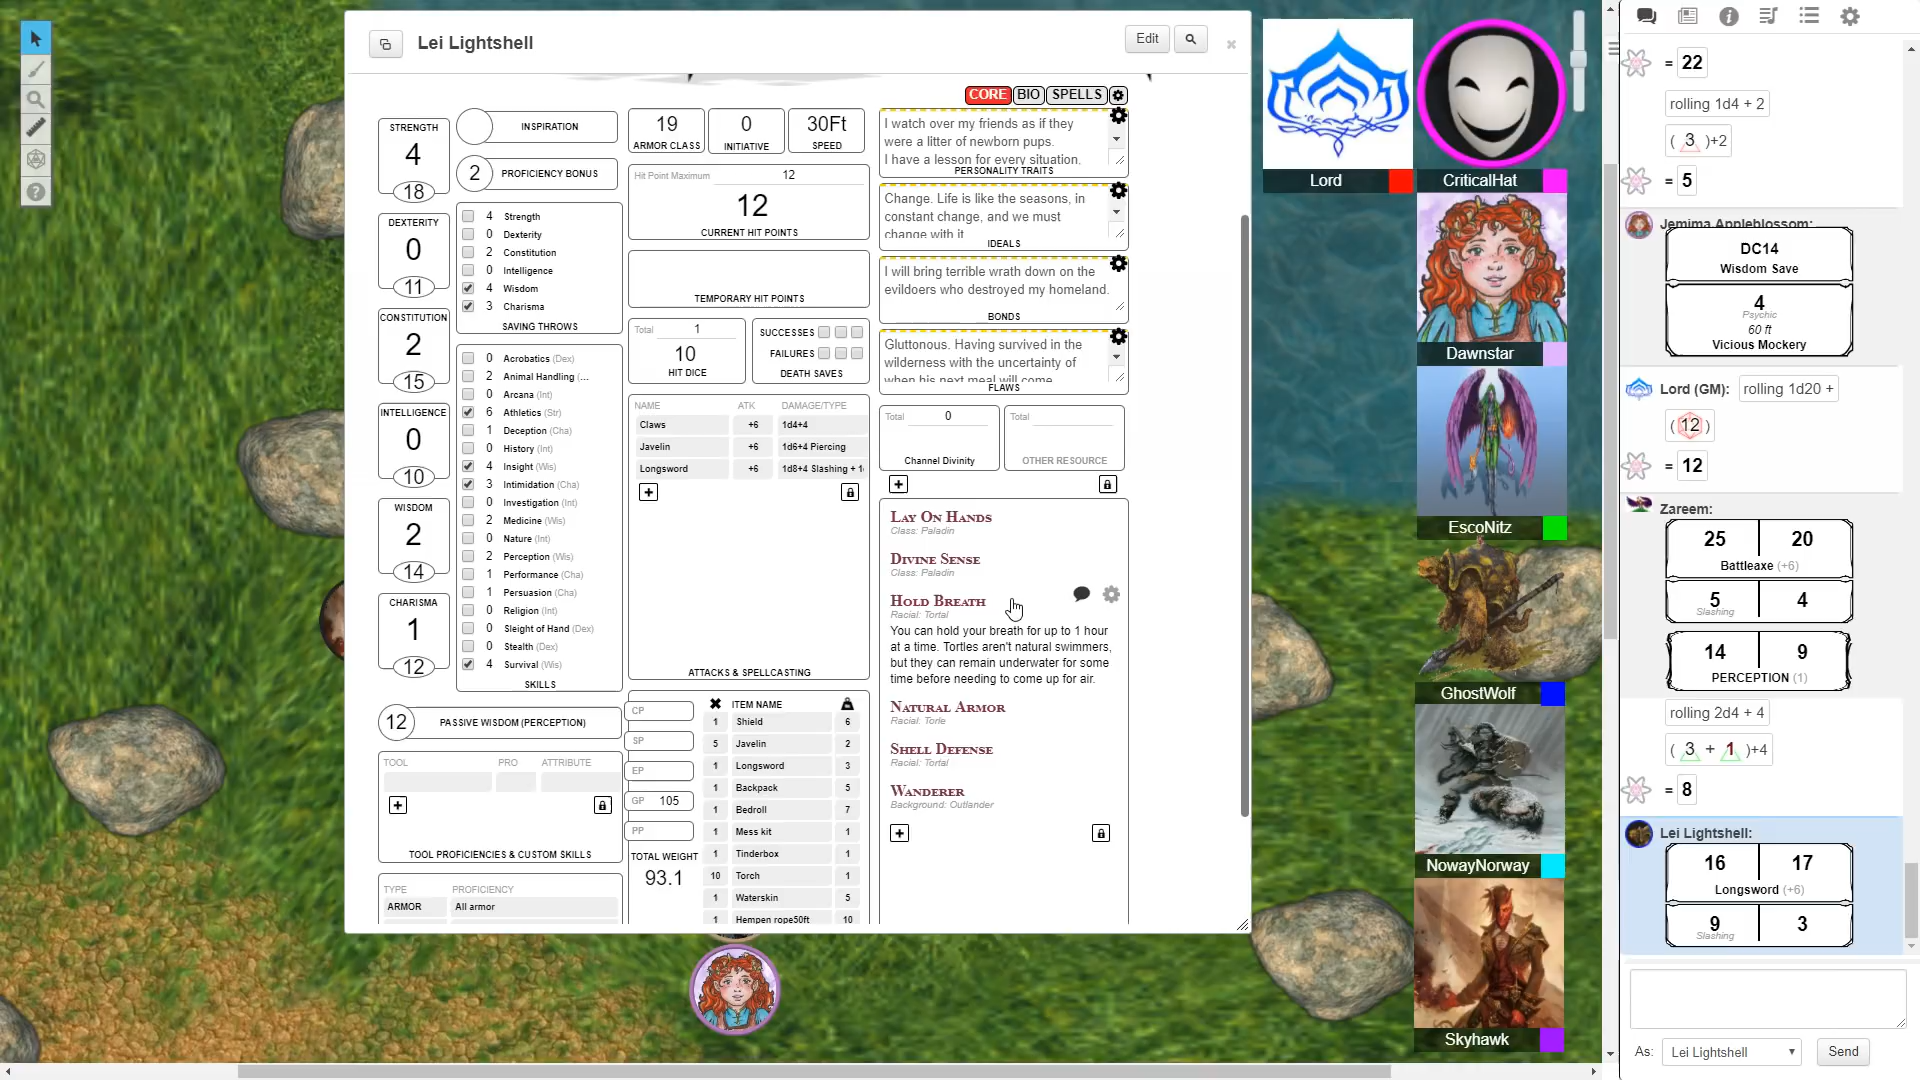 Lei Lightshell
Edit
CORE BIO SPELLS
STRENGTH
4
18
DEXTERITY
0
11
CONSTITUTION
2
15
INTELLIGENCE
0
10
WISDOM
2
14
CHARISMA
1
12
INSPIRATION
2 PROFICIENCY BONUS
4 Strength
0 Dexterity
2 Constitution
0 Intelligence
4 Wisdom
3 Charisma
SAVING THROWS
0 Acrobatics (Dex)
2 Animal Handling (...
0 Arcana (Int)
6 Athletics (Str)
1 Deception (Cha)
0 History (Int)
4 Insight (Wis)
3 Intimidation (Cha)
0 Investigation (Int)
2 Medicine (Wis)
0 Nature (Int)
2 Perception (Wis)
1 Performance (Cha)
1 Persuasion (Cha)
0 Religion (Int)
0 Sleight of Hand (Dex)
0 Stealth (Dex)
4 Survival (Wis)
SKILLS
12 PASSIVE WISDOM (PERCEPTION)
TOOL PRO ATTRIBUTE
TOOL PROFICIENCIES & CUSTOM SKILLS
TYPE PROFICIENCY
ARMOR All armor
19
ARMOR CLASS
0
INITIATIVE
30Ft
SPEED
Hit Point Maximum 12
12
CURRENT HIT POINTS
TEMPORARY HIT POINTS
Total 1
10
HIT DICE
SUCCESSES
FAILURES
DEATH SAVES
NAME ATK DAMAGE/TYPE
Claws +6 1d4+4
Javelin +6 1d6+4 Piercing
Longsword +6 1d8+4 Slashing + 1
ATTACKS & SPELLCASTING
CP
SP
EP
GP 105
PP
TOTAL WEIGHT
93.1
ITEM NAME
1 Shield 6
5 Javelin 2
1 Longsword 3
1 Backpack 5
1 Bedroll 7
1 Mess kit 1
1 Tinderbox 1
10 Torch 1
1 Waterskin 5
1 Hempen rope50ft 10
I watch over my friends as if they
were a litter of newborn pups.
I have a lesson for every situation,
PERSONALITY TRAITS
Change. Life is like the seasons, in
constant change, and we must
change with it
IDEALS
I will bring terrible wrath down on the
evildoers who destroyed my homeland.
BONDS
Gluttonous. Having survived in the
wilderness with the uncertainty of
when his next meal will come
FLAWS
Total 0
Channel Divinity
Total
OTHER RESOURCE
LAY ON HANDS
Class: Paladin
DIVINE SENSE
Class: Paladin
HOLD BREATH
Racial: Tortal
You can hold your breath for up to 1 hour
at a time. Tortles aren't natural swimmers,
but they can remain underwater for some
time before needing to come up for air.
NATURAL ARMOR
Racial: Torle
SHELL DEFENSE
Racial: Tortal
WANDERER
Background: Outlander
Lord
CriticalHat
Dawnstar
EscoNitz
GhostWolf
NowayNorway
Skyhawk
= 22
rolling 1d4 + 2
( 3 )+2
= 5
Jemima Appleblossom:
DC14
Wisdom Save
4
Psychic
60 ft
Vicious Mockery
Lord (GM): rolling 1d20 +
( 12 )
= 12
Zareem:
25 20
Battleaxe (+6)
5 4
Slashing
14 9
PERCEPTION (1)
rolling 2d4 + 4
( 3 + 1 )+4
= 8
Lei Lightshell:
16 17
Longsword (+6)
9 3
Slashing
As: Lei Lightshell Send